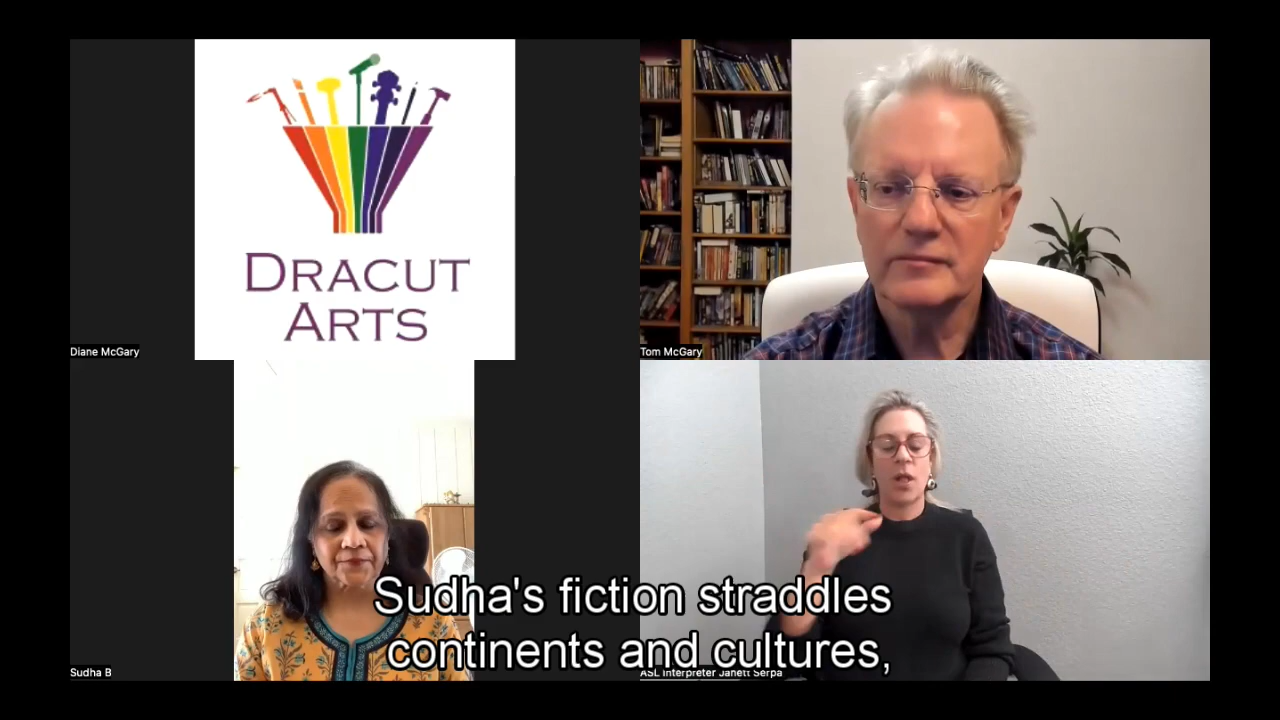 DRACUT
ARTS
Diane McGary
Tom McGary
Sudha's fiction straddles
continents and cultures,
Sudha B
ASL Interpreter Janett Serpa